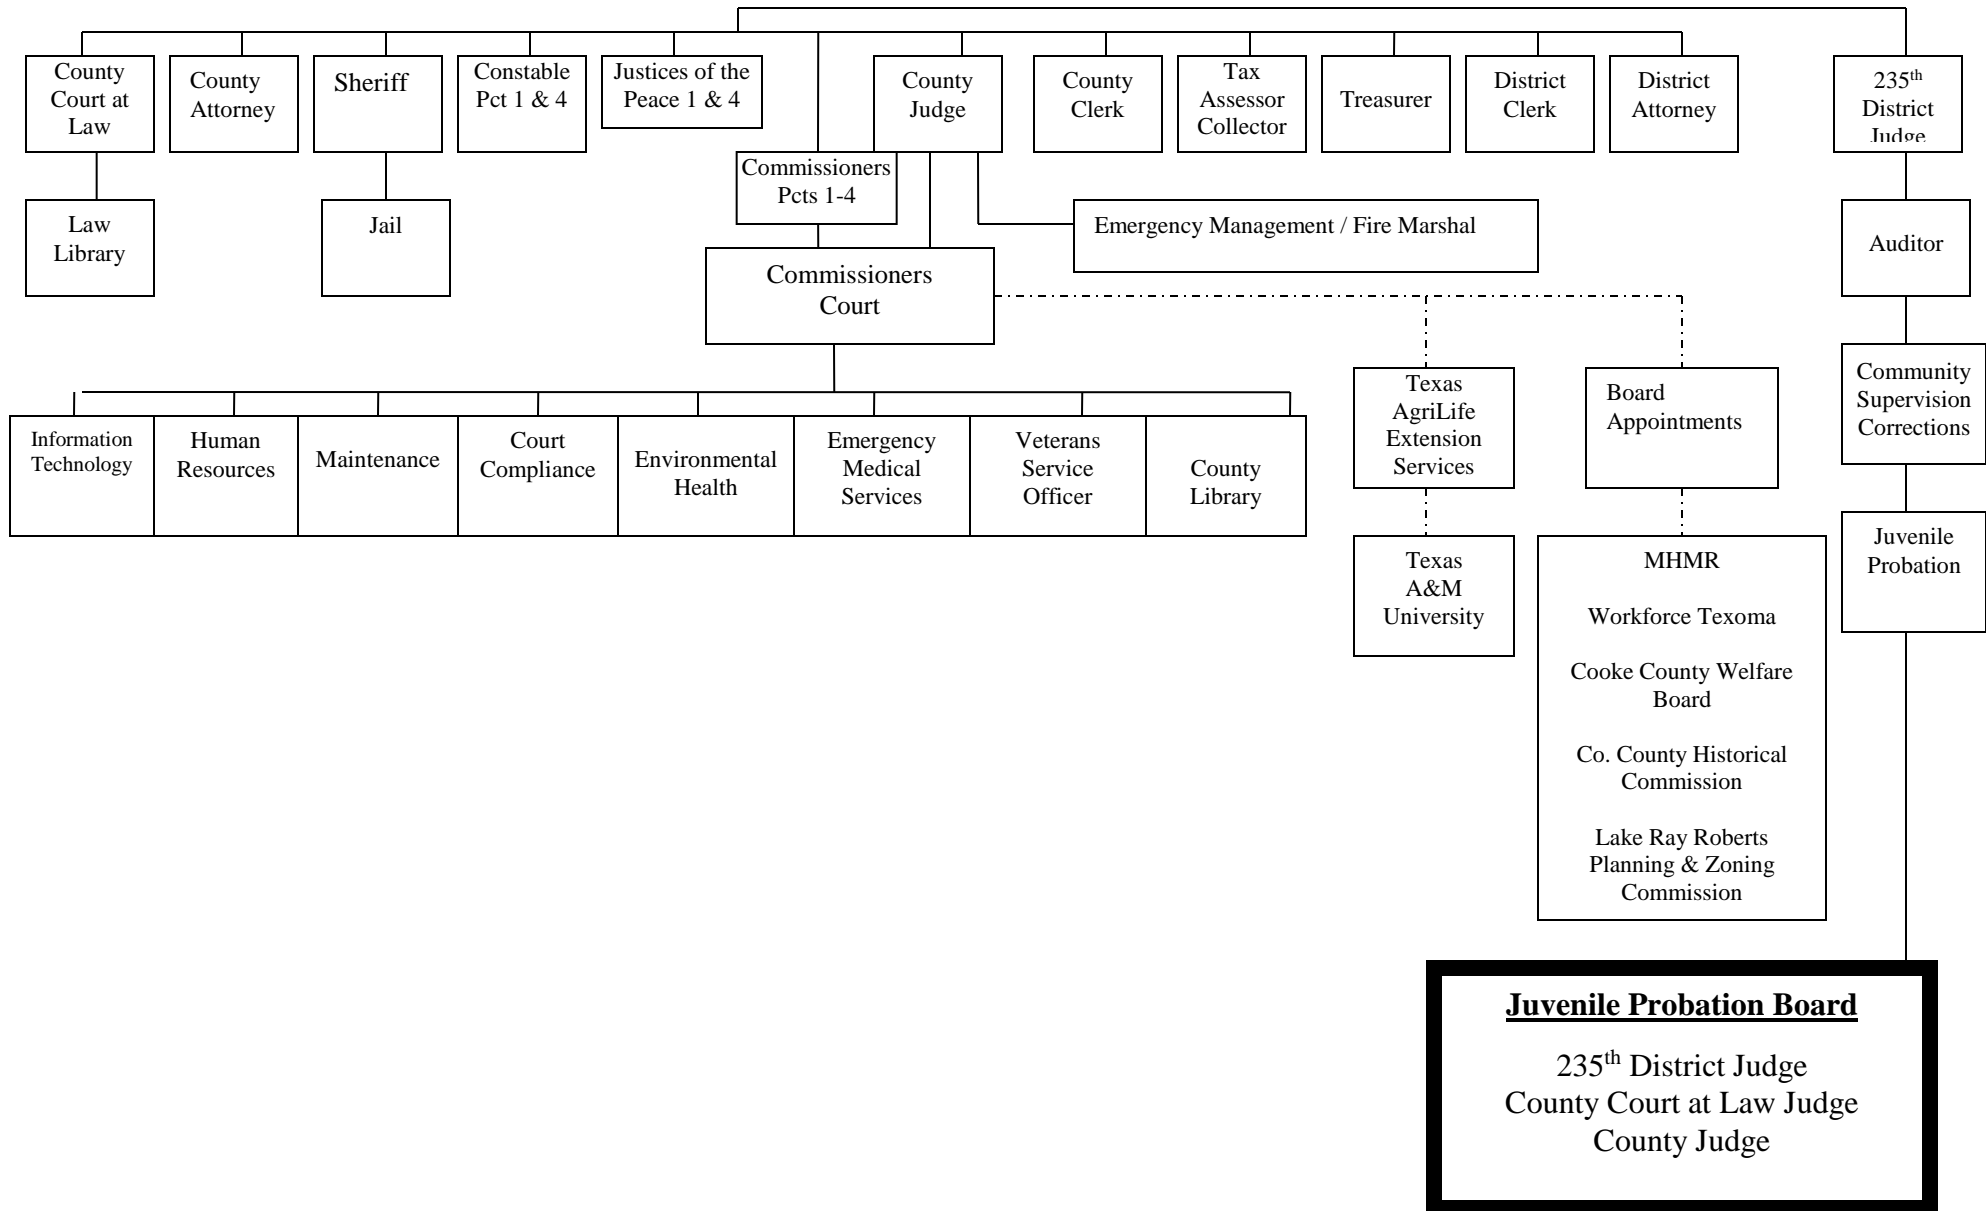 County
Court at
Law
County
Attorney
Sheriff
Constable
Pct 1 & 4
Justices of the
Peace 1 & 4
County
Judge
County
Clerk
Tax
Assessor
Collector
Treasurer
District
Clerk
District
Attorney
235th
District
Judge
Commissioners
Pcts 1-4
Law
Library
Jail
Emergency Management / Fire Marshal
Auditor
Commissioners
Court
Community
Supervision
Corrections
Texas
AgriLife
Extension
Services
Board
Appointments
Information
Technology
Human
Resources
Maintenance
Court
Compliance
Environmental
Health
Emergency
Medical
Services
Veterans
Service
Officer
County
Library
Juvenile
Probation
Texas
A&M
University
MHMR
Workforce Texoma
Cooke County Welfare
Board
Co. County Historical
Commission
Lake Ray Roberts
Planning & Zoning
Commission
Juvenile Probation Board
235th District Judge
County Court at Law Judge
County Judge